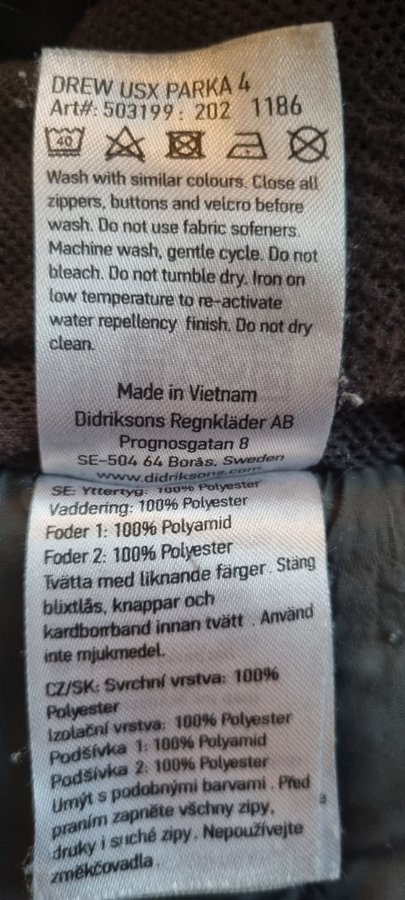 DREW USX PARKA 4
Art#: 503199: 202 1186
40
Wash with similar colours. Close all
zippers, buttons and velcro before
wash. Do not use fabric sofeners.
Machine wash, gentle cycle. Do not
bleach. Do not tumble dry. Iron on
low temperature to re-activate
water repellency finish. Do not dry
clean.
Made in Vietnam
Didriksons Regnkläder AB
Prognosgatan 8
SE-504 64 Borås, Sweden
www.didriksons.com
SE: Yttertyg: 100% Polyester
Vaddering: 100% Polyester
Foder 1: 100% Polyamid
Foder 2: 100% Polyester
Tvätta med liknande färger. Stäng
blixtlås, knappar och
kardborrband innan tvätt . Använd
inte mjukmedel.
CZ/SK: Svrchní vrstva: 100%
Polyester
Izolační vrstva: 100% Polyester
Podšívka 1: 100% Polyamid
Podšívka 2: 100% Polyester
Umýt s podobnými barvami . Před
praním zapněte všchny zipy,
druky i suché zipy. Nepoužívejte
změkčovadla.